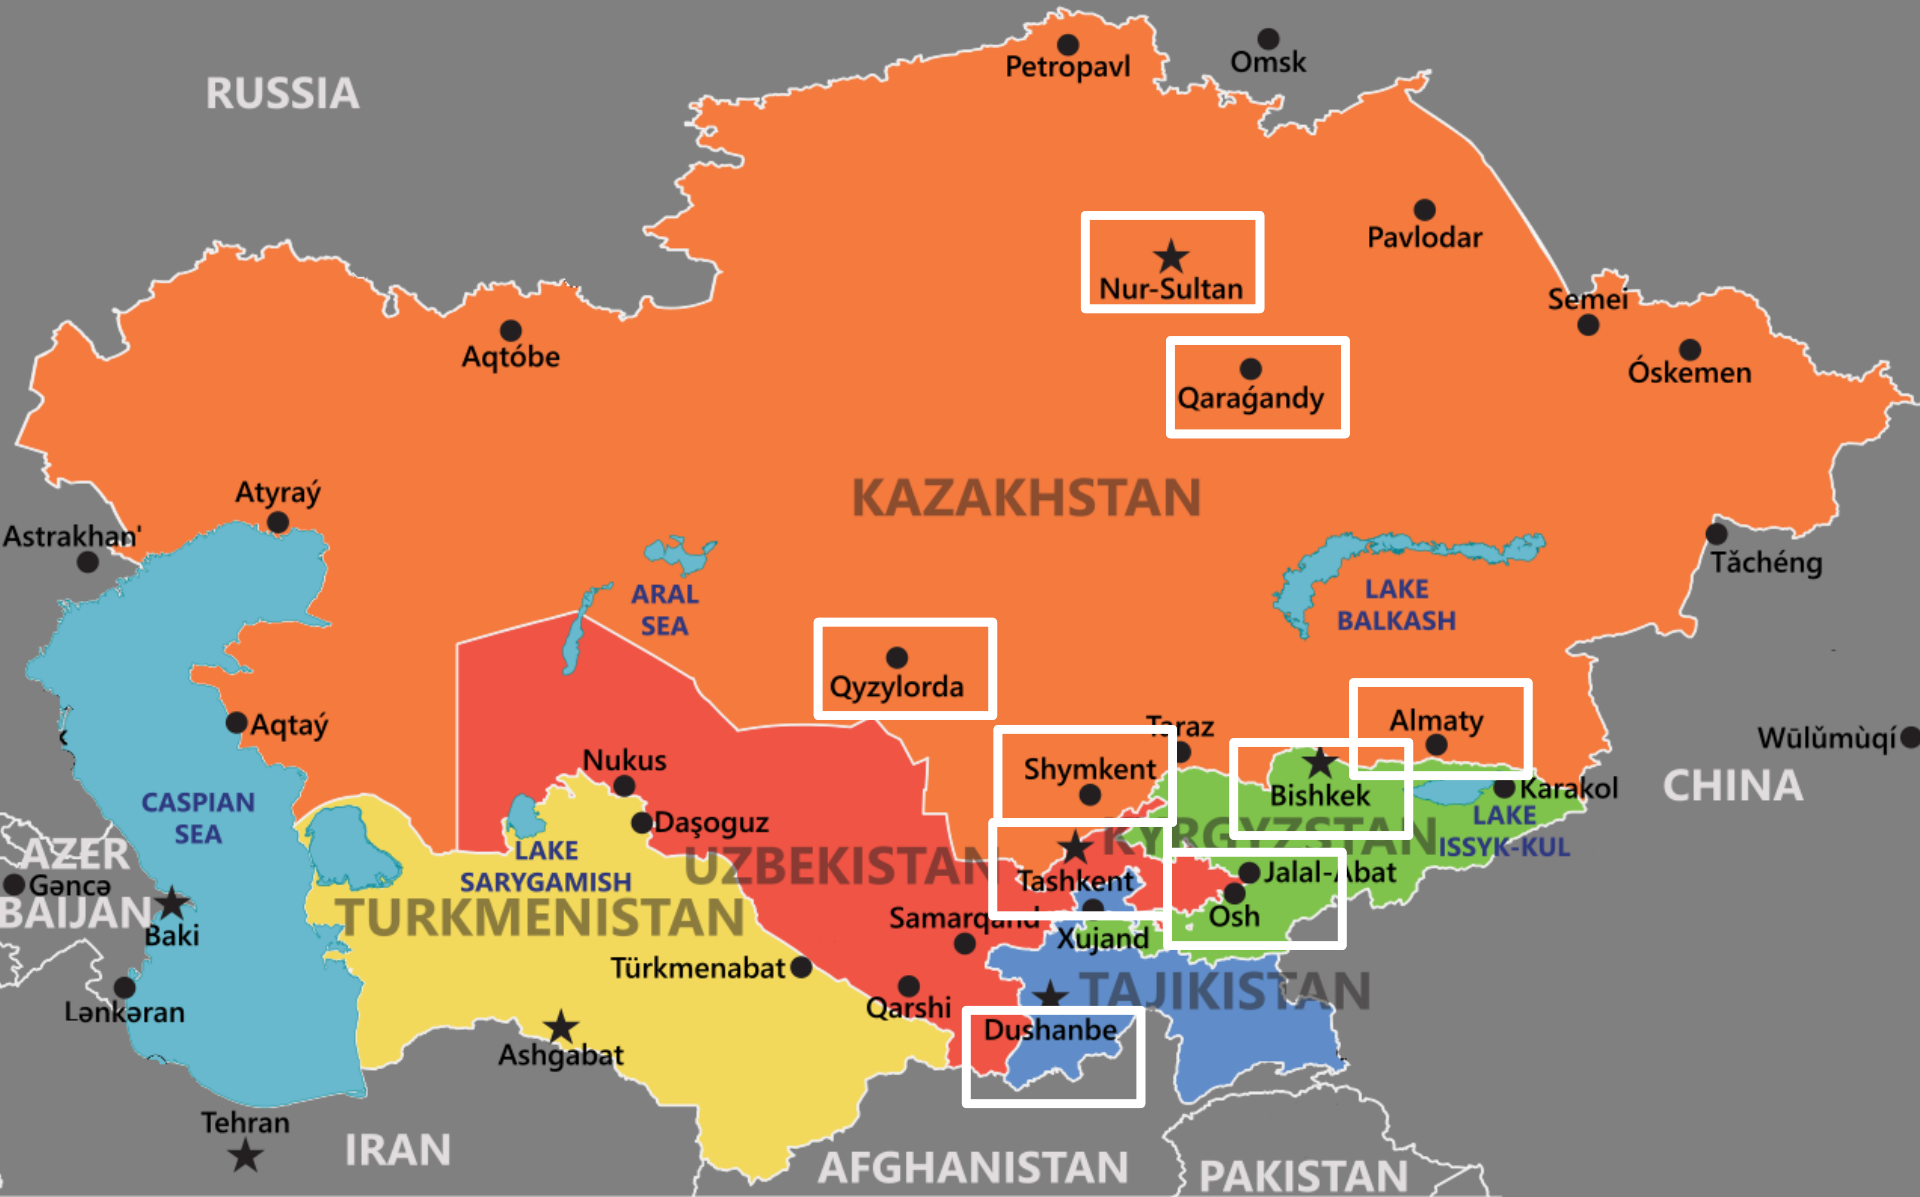 Petropavl
Omsk
RUSSIA
Pavlodar
Nur-Sultan
Semei
Aqtóbe
Óskemen
Qaraǵandy
Atyraý
KAZAKHSTAN
Astrakhan'
Tǎchéng
ARAL
SEA
LAKE
BALKASH
Qyzylorda
Aqtaý
Taraz
Almaty
Wūlǔmùqí
Nukus
Shymkent
Bishkek
Karakol
CHINA
CASPIAN
SEA
Daşoguz
LAKE
ISSYK-KUL
KYRGYZSTAN
AZER
BAIJAN
Gəncə
LAKE
SARYGAMISH
UZBEKISTAN
Tashkent
Jalal-Abat
Osh
TURKMENISTAN
Samarqand
Xujand
Baki
Türkmenabat
TAJIKISTAN
Lənkəran
Qarshi
Dushanbe
Ashgabat
Tehran
IRAN
AFGHANISTAN
PAKISTAN